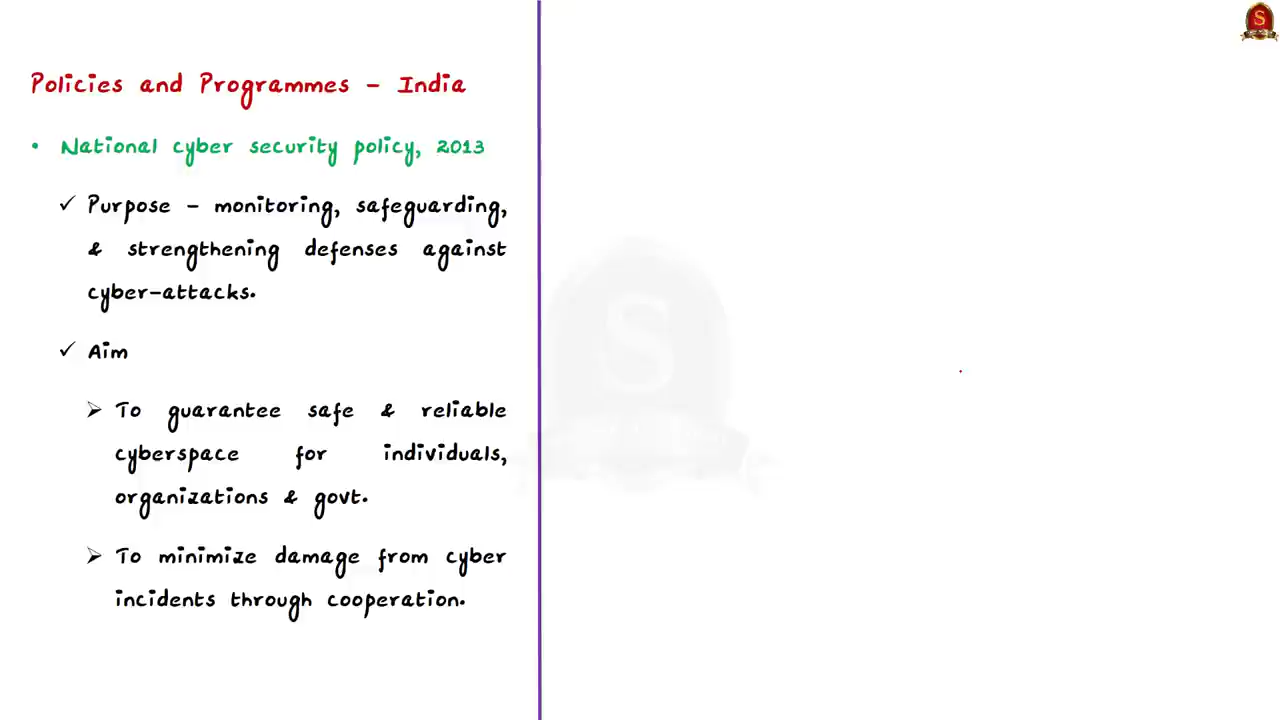 Policies and Programmes - India
• National cyber security policy, 2013
✓ Purpose - monitoring, safeguarding,
& strengthening defenses against
cyber-attacks.
✓ Aim
➢ To guarantee safe & reliable
cyberspace for individuals,
organizations & govt.
➢ To minimize damage from cyber
incidents through cooperation.
S
S